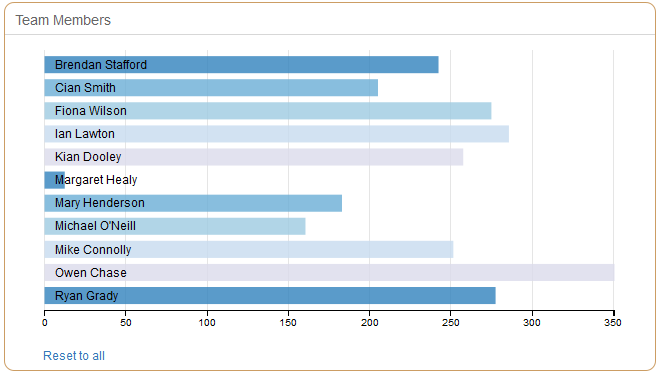 Team Members
Brendan Stafford
Cian Smith
Fiona Wilson
Ian Lawton
Kian Dooley
Margaret Healy
Mary Henderson
Michael O'Neill
Mike Connolly
Owen Chase
Ryan Grady
0 50 100 150 200 250 300 350
Reset to all